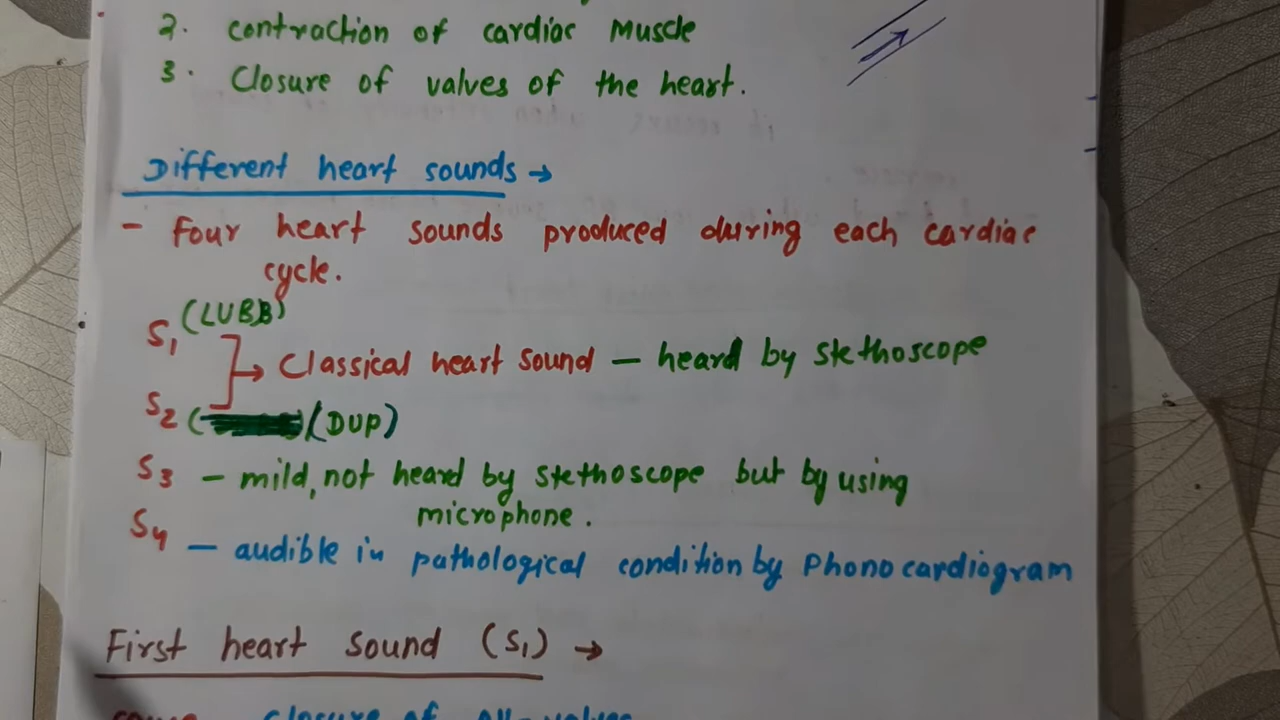 2. contraction of cardiac Muscle
3. Closure of valves of the heart.
Different heart sounds →
- Four heart sounds produced during each cardiac
cycle.
S1 (LUBB)
→ Classical heart sound – heard by stethoscope
S2 (DUP)
S3 – mild, not heard by stethoscope but by using
microphone.
S4 – audible in pathological condition by Phonocardiogram
First heart sound (S1) →
closure of